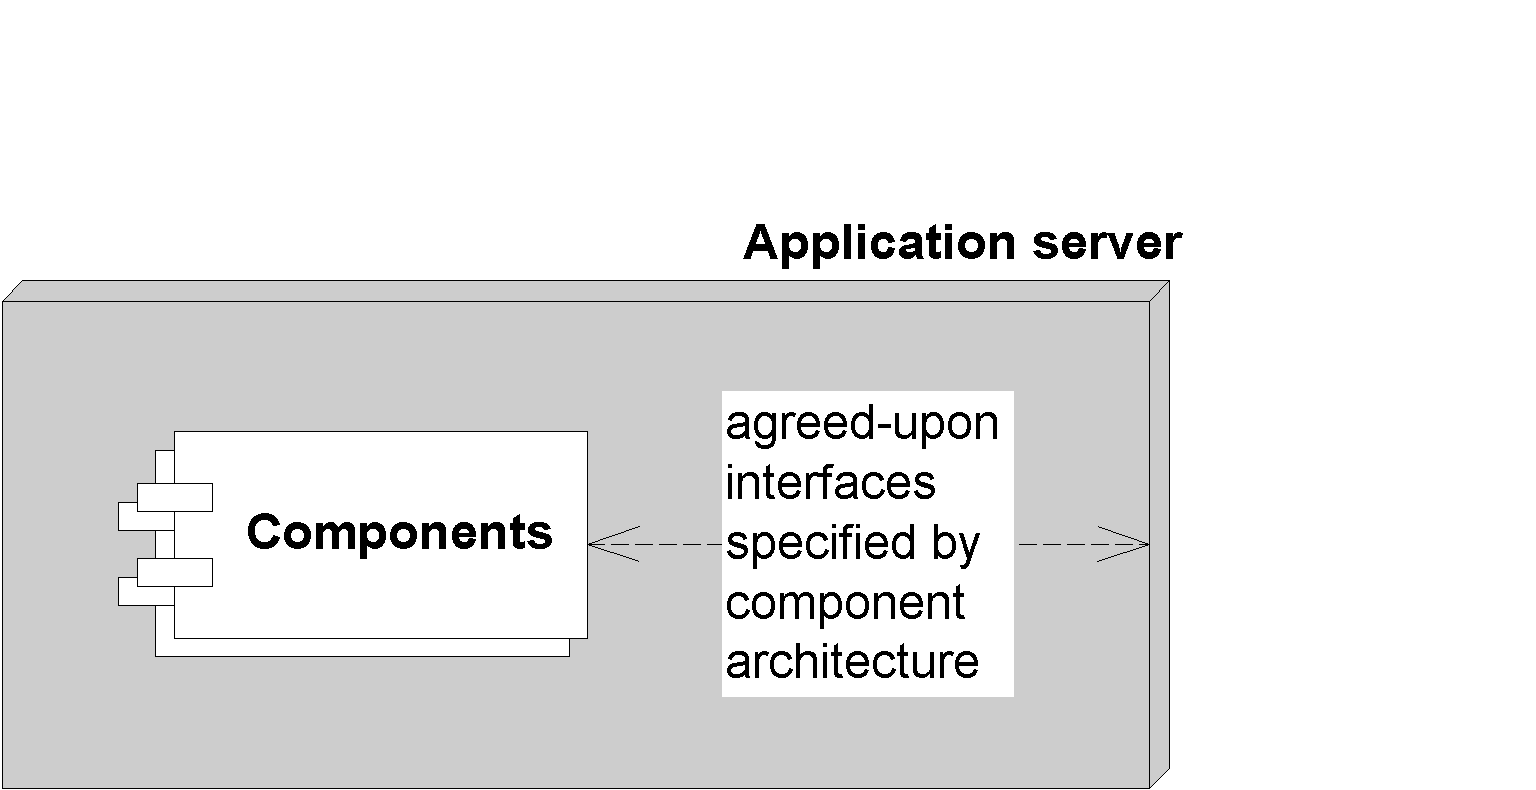 Application server
Components
agreed-upon
interfaces
specified by
component
architecture